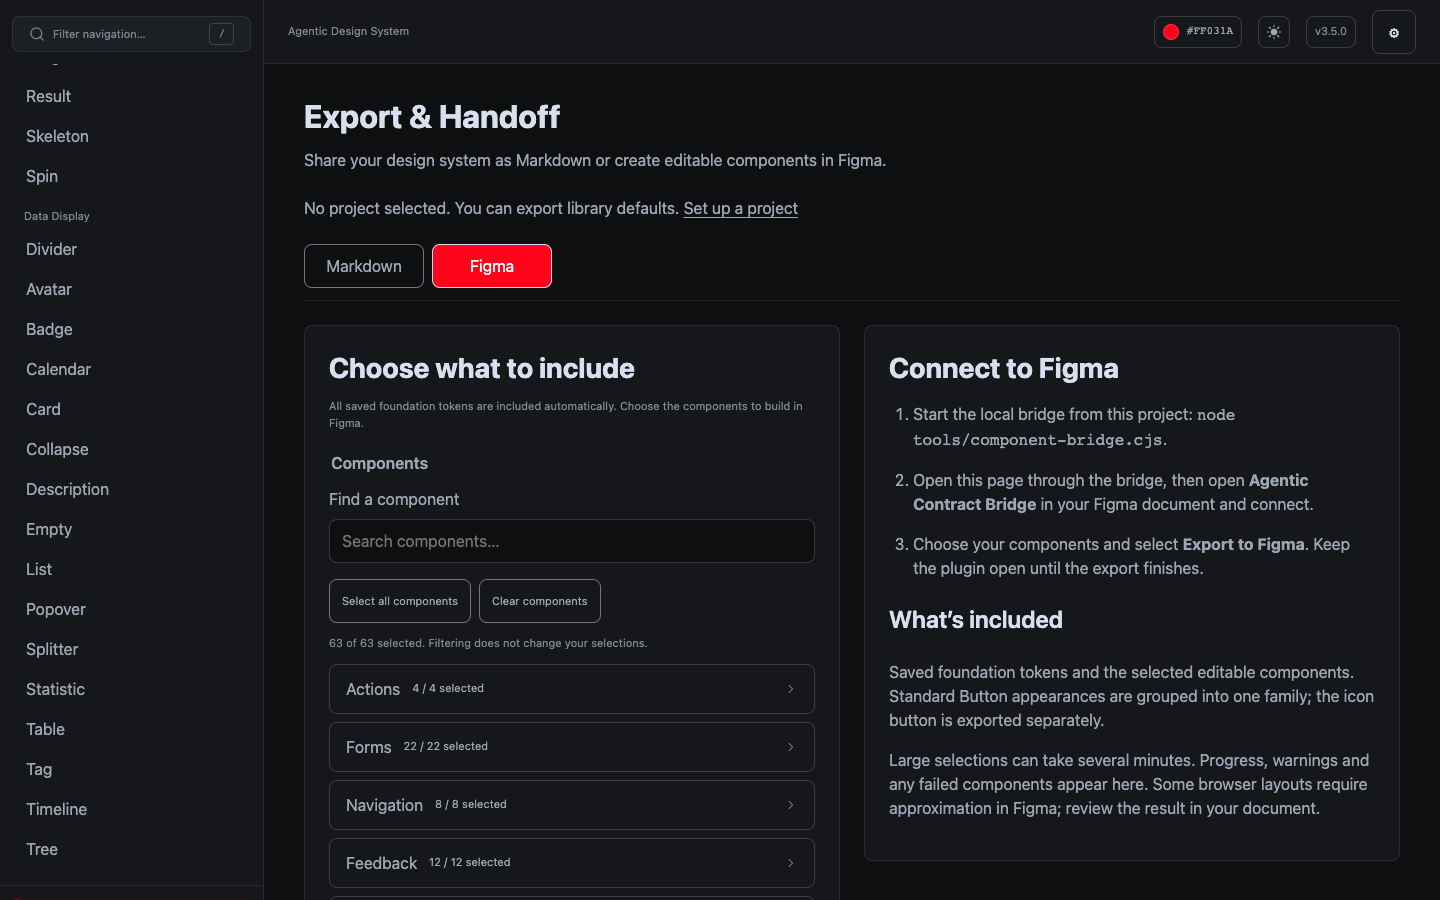 Filter navigation...
/
Result
Skeleton
Spin
Data Display
Divider
Avatar
Badge
Calendar
Card
Collapse
Description
Empty
List
Popover
Splitter
Statistic
Table
Tag
Timeline
Tree
Agentic Design System
#FF031A
v3.5.0
Export & Handoff
Share your design system as Markdown or create editable components in Figma.
No project selected. You can export library defaults. Set up a project
Markdown
Figma
Choose what to include
All saved foundation tokens are included automatically. Choose the components to build in
Figma.
Components
Find a component
Search components...
Select all components
Clear components
63 of 63 selected. Filtering does not change your selections.
Actions 4 / 4 selected
Forms 22 / 22 selected
Navigation 8 / 8 selected
Feedback 12 / 12 selected
Connect to Figma
1. Start the local bridge from this project: node
tools/component-bridge.cjs.
2. Open this page through the bridge, then open Agentic
Contract Bridge in your Figma document and connect.
3. Choose your components and select Export to Figma. Keep
the plugin open until the export finishes.
What’s included
Saved foundation tokens and the selected editable components.
Standard Button appearances are grouped into one family; the icon
button is exported separately.
Large selections can take several minutes. Progress, warnings and
any failed components appear here. Some browser layouts require
approximation in Figma; review the result in your document.